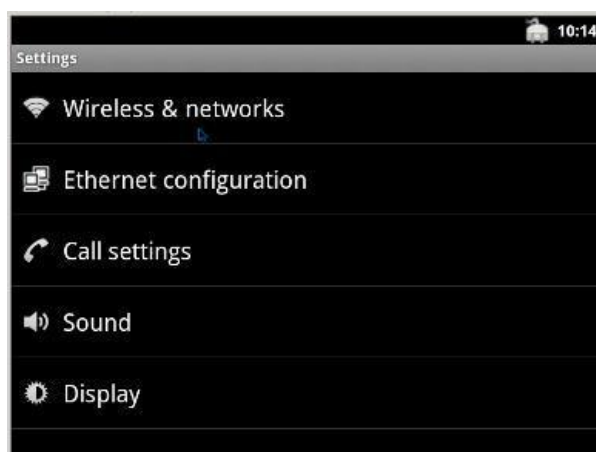 10:14
Settings
Wireless & networks
Ethernet configuration
Call settings
Sound
Display